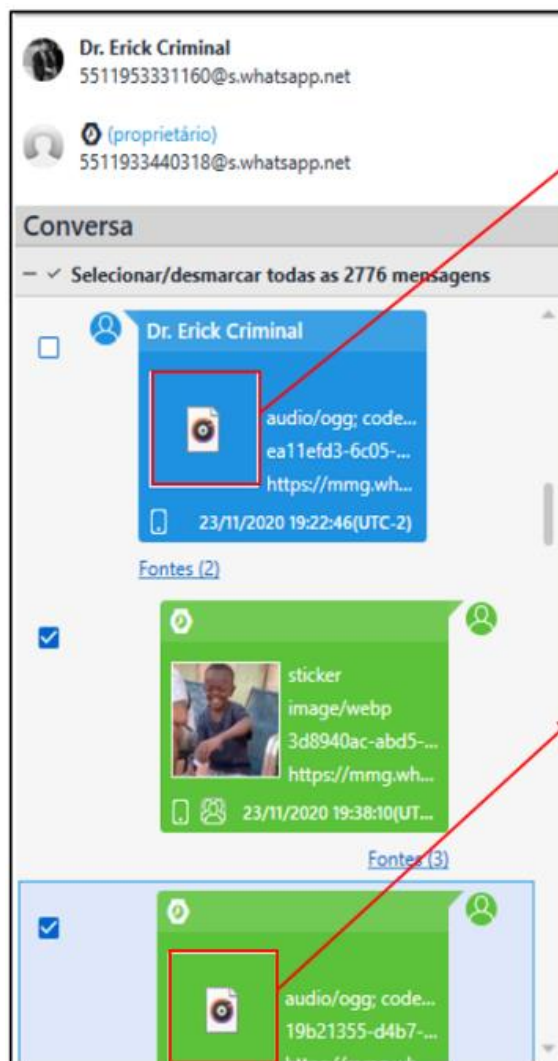 Dr. Erick Criminal
5511953331160@s.whatsapp.net
(proprietário)
5511933440318@s.whatsapp.net
Conversa
Selecionar/desmarcar todas as 2776 mensagens
Dr. Erick Criminal
audio/ogg; code...
ea11efd3-6c05-...
https://mmg.wh...
23/11/2020 19:22:46(UTC-2)
Fontes (2)
sticker
image/webp
3d8940ac-abd5-...
https://mmg.wh...
23/11/2020 19:38:10(UT...
Fontes (3)
audio/ogg; code...
19b21355-d4b7-...